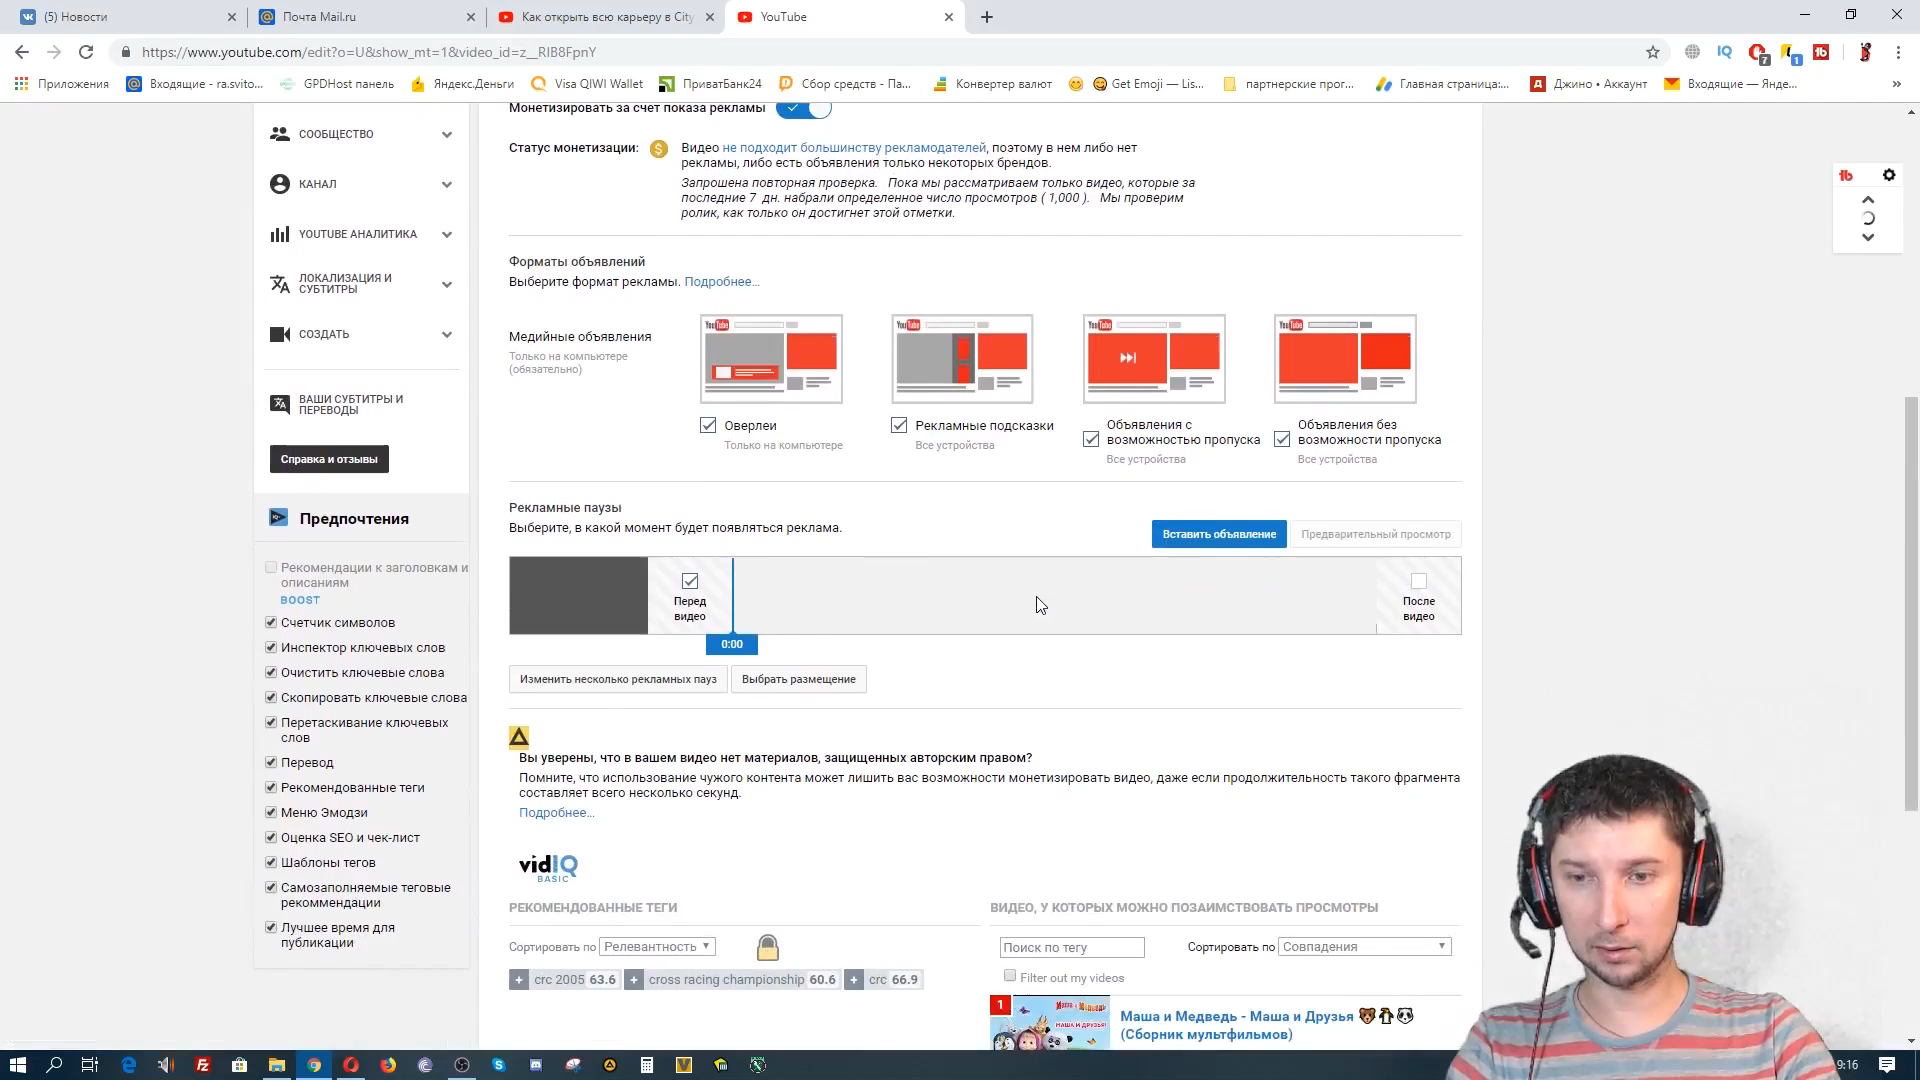 (5) Новости
Почта Mail.ru
Как открыть всю карьеру в City
YouTube
https://www.youtube.com/edit?o=U&show_mt=1&video_id=z__RIB8FpnY
Приложения
Входящие - ra.svito...
GPDHost панель
Яндекс.Деньги
Visa QIWI Wallet
ПриватБанк24
Сбор средств - Па...
Конвертер валют
Get Emoji — Lis...
партнерские прог...
Главная страница:...
Джино • Аккаунт
Входящие — Янде...
СООБЩЕСТВО
КАНАЛ
YOUTUBE АНАЛИТИКА
ЛОКАЛИЗАЦИЯ И
СУБТИТРЫ
СОЗДАТЬ
ВАШИ СУБТИТРЫ И
ПЕРЕВОДЫ
Справка и отзывы
Предпочтения
Рекомендации к заголовкам и
описаниям
BOOST
Счетчик символов
Инспектор ключевых слов
Очистить ключевые слова
Скопировать ключевые слова
Перетаскивание ключевых
слов
Перевод
Рекомендованные теги
Меню Эмодзи
Оценка SEO и чек-лист
Шаблоны тегов
Самозаполняемые теговые
рекоммендации
Лучшее время для
публикации
Монетизировать за счет показа рекламы
Статус монетизации:
Видео не подходит большинству рекламодателей, поэтому в нем либо нет
рекламы, либо есть объявления только некоторых брендов.
Запрошена повторная проверка. Пока мы рассматриваем только видео, которые за
последние 7 дн. набрали определенное число просмотров ( 1,000 ). Мы проверим
ролик, как только он достигнет этой отметки.
Форматы объявлений
Выберите формат рекламы. Подробнее...
Медийные объявления
Только на компьютере
(обязательно)
Оверлеи
Только на компьютере
Рекламные подсказки
Все устройства
Объявления с
возможностью пропуска
Все устройства
Объявления без
возможности пропуска
Все устройства
Рекламные паузы
Выберите, в какой момент будет появляться реклама.
Вставить объявление
Предварительный просмотр
Перед
видео
После
видео
0:00
Изменить несколько рекламных пауз
Выбрать размещение
Вы уверены, что в вашем видео нет материалов, защищенных авторским правом?
Помните, что использование чужого контента может лишить вас возможности монетизировать видео, даже если продолжительность такого фрагмента
составляет всего несколько секунд.
Подробнее...
vidIQ
BASIC
РЕКОМЕНДОВАННЫЕ ТЕГИ
Сортировать по Релевантность
+ crc 2005 63.6 + cross racing championship 60.6 + crc 66.9
ВИДЕО, У КОТОРЫХ МОЖНО ПОЗАИМСТВОВАТЬ ПРОСМОТРЫ
Поиск по тегу
Сортировать по Совпадения
Filter out my videos
1
Маша и Медведь - Маша и Друзья
(Сборник мультфильмов)
9:16